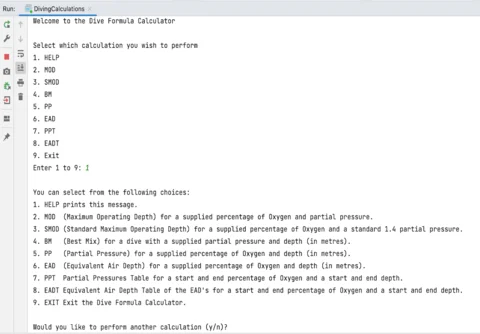 Run: DivingCalculations
Welcome to the Dive Formula Calculator
Select which calculation you wish to perform
1. HELP
2. MOD
3. SMOD
4. BM
5. PP
6. EAD
7. PPT
8. EADT
9. Exit
Enter 1 to 9: 1
You can select from the following choices:
1. HELP prints this message.
2. MOD (Maximum Operating Depth) for a supplied percentage of Oxygen and partial pressure.
3. SMOD (Standard Maximum Operating Depth) for a supplied percentage of Oxygen and a standard 1.4 partial pressure.
4. BM (Best Mix) for a dive with a supplied partial pressure and depth (in metres).
5. PP (Partial Pressure) for a supplied percentage of Oxygen and depth (in metres).
6. EAD (Equivalent Air Depth) for a supplied percentage of Oxygen and depth (in metres).
7. PPT Partial Pressures Table for a start and end percentage of Oxygen and a start and end depth.
8. EADT Equivalent Air Depth Table of the EAD's for a start and end percentage of Oxygen and a start and end depth.
9. EXIT Exit the Dive Formula Calculator.
Would you like to perform another calculation (y/n)?